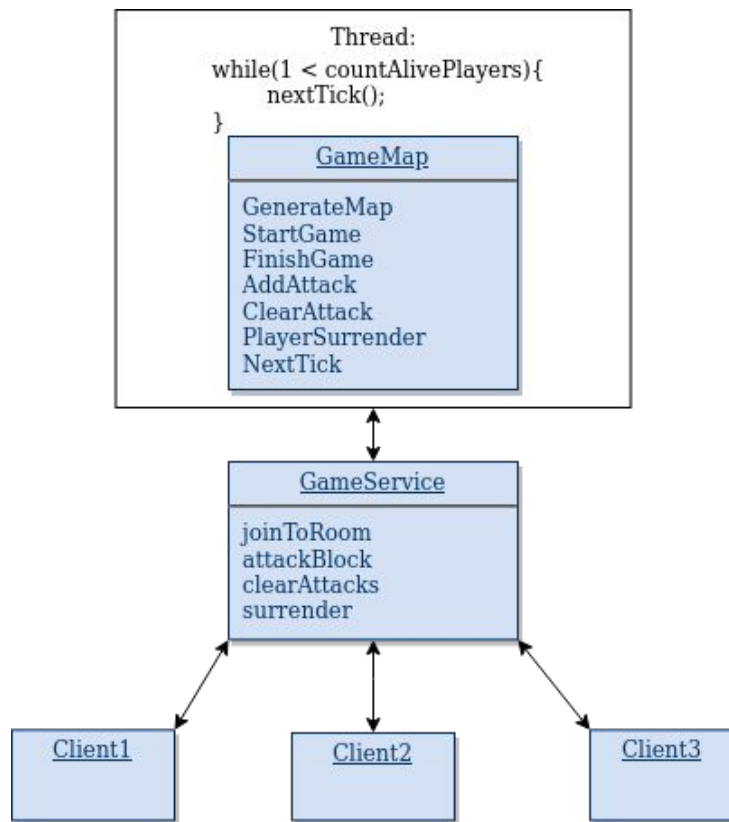 Thread:
while(1 < countAlivePlayers){
nextTick();
}
GameMap
GenerateMap
StartGame
FinishGame
AddAttack
ClearAttack
PlayerSurrender
NextTick
GameService
joinToRoom
attackBlock
clearAttacks
surrender
Client1
Client2
Client3